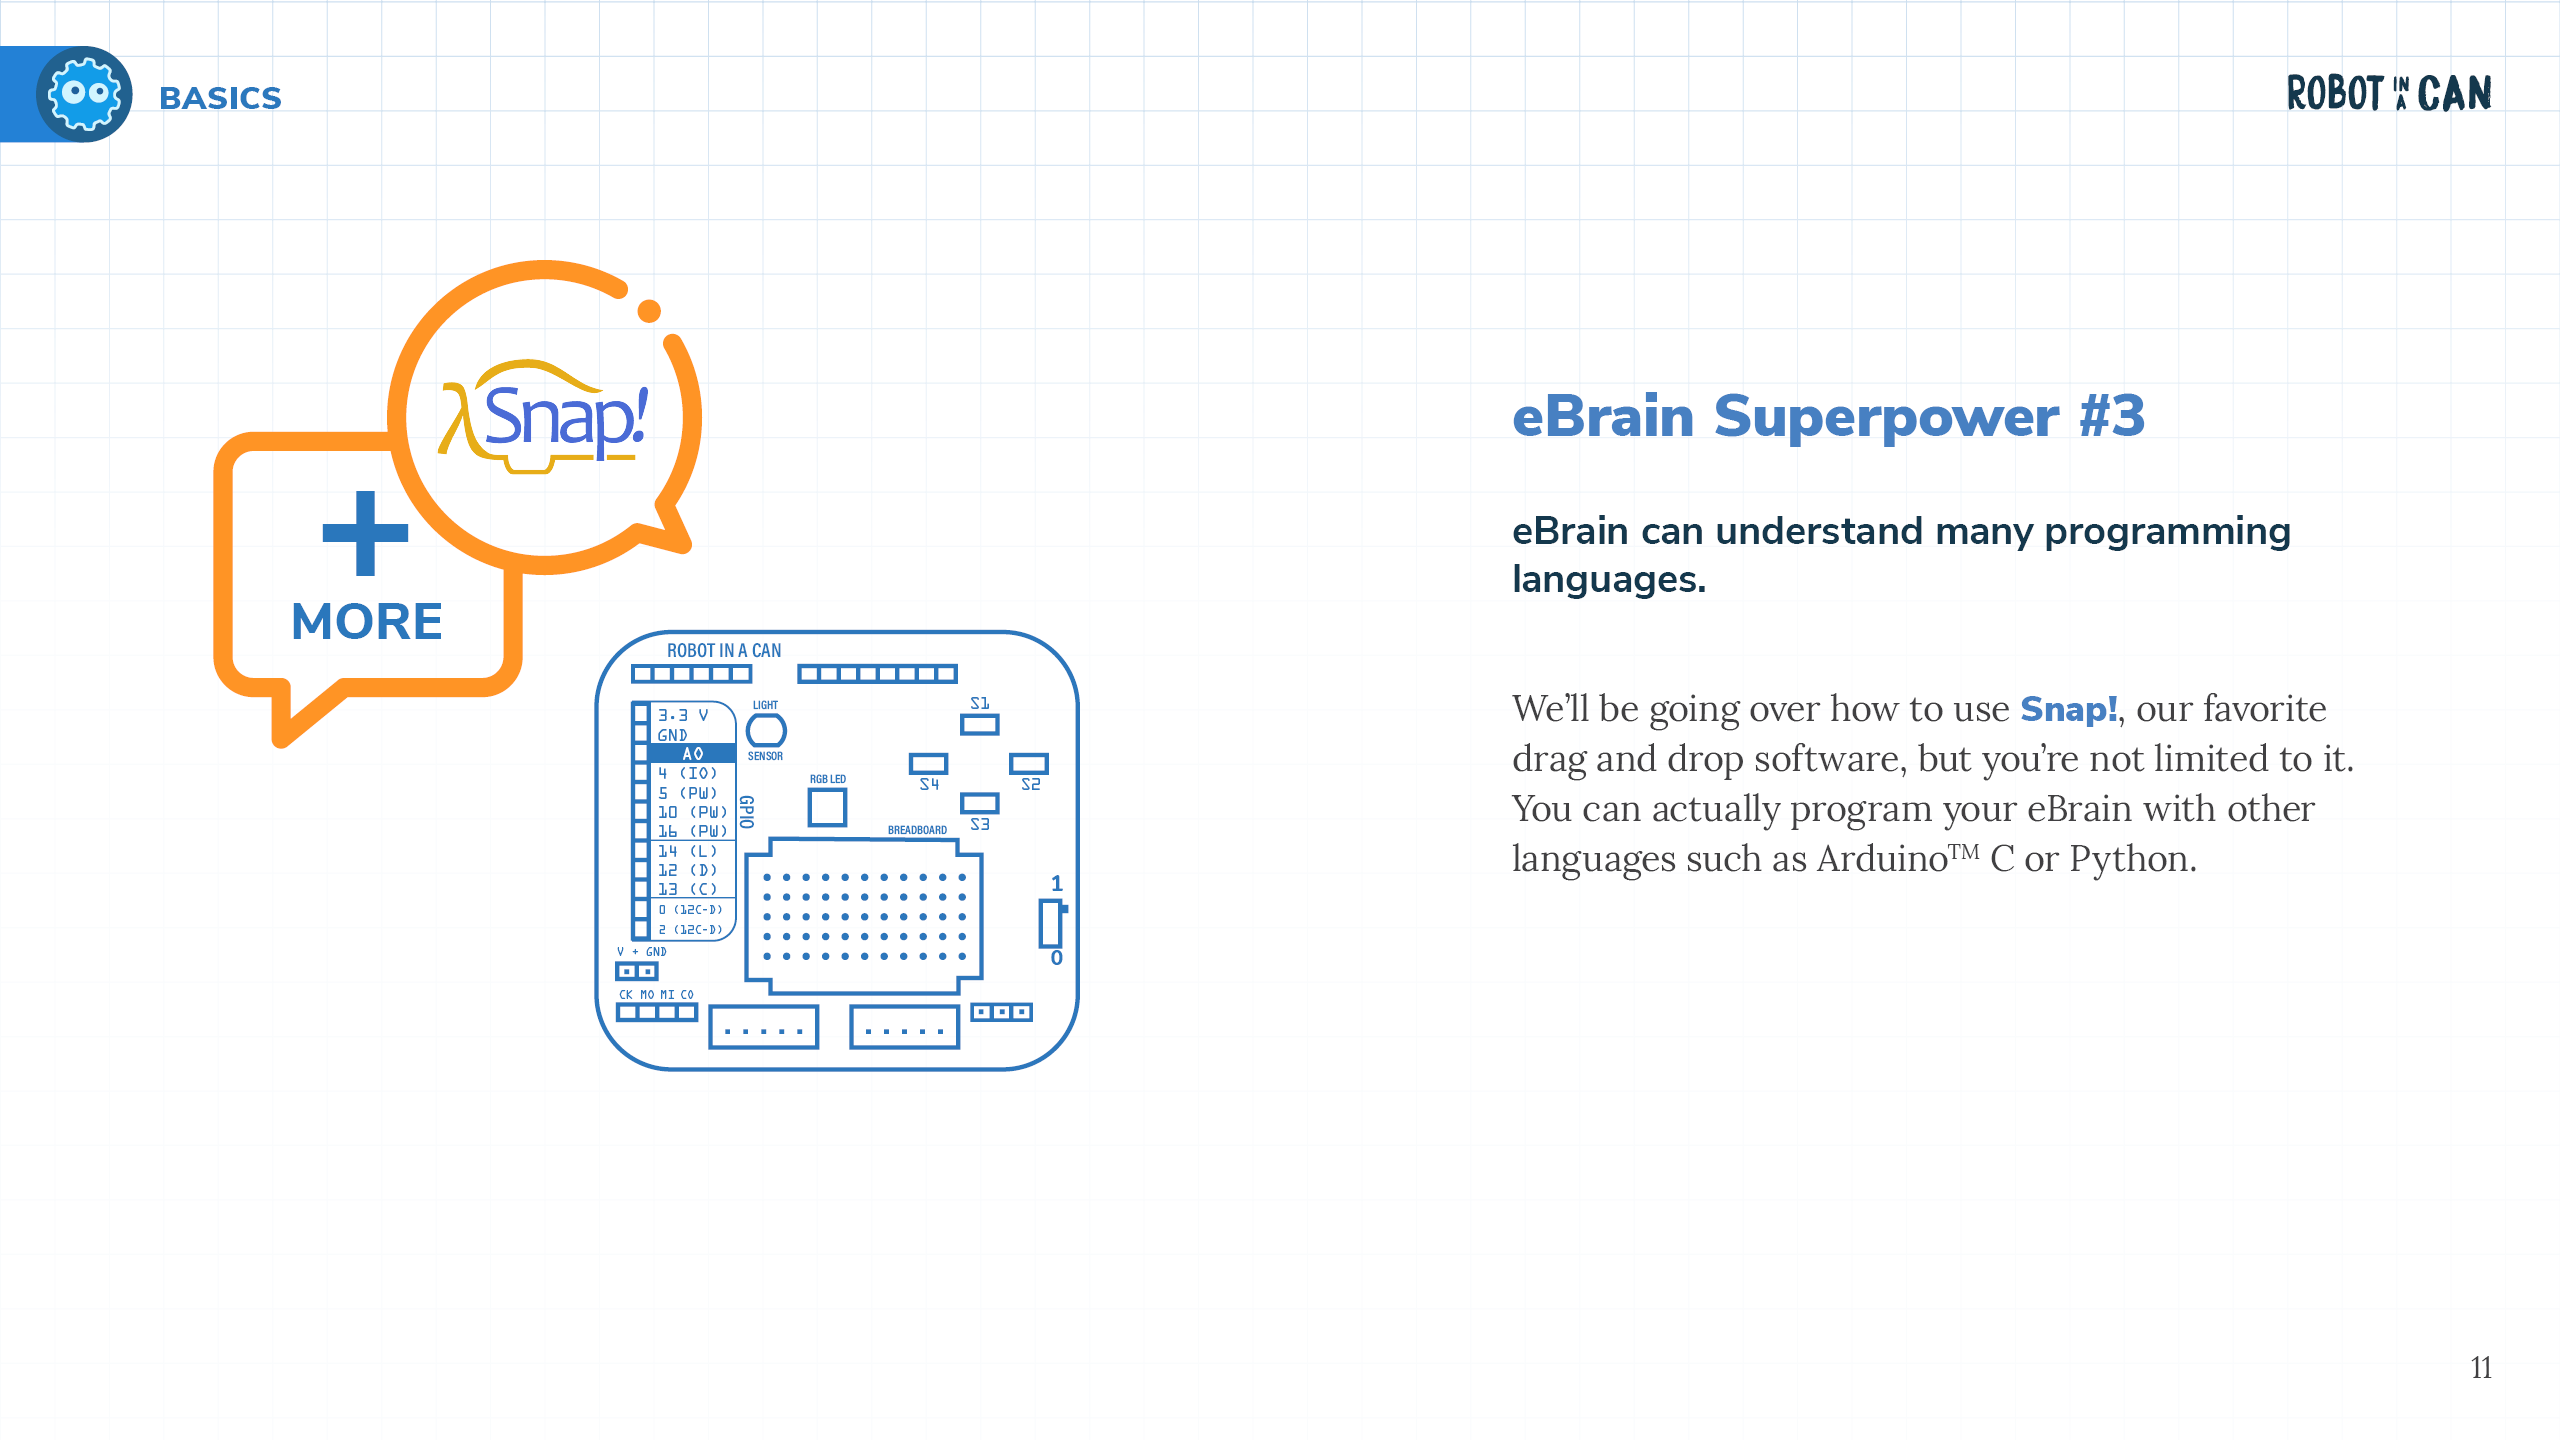 BASICS
ROBOT IN A CAN
λSnap!
+
MORE
ROBOT IN A CAN
3.3 V
GND
A0
4 (IO)
5 (PW)
10 (PW)
16 (PW)
14 (L)
12 (D)
13 (C)
0 (I2C-D)
2 (I2C-D)
GPIO
LIGHT
SENSOR
RGB LED
S1
S4
S2
S3
BREADBOARD
1
0
V + GND
CK MO MI CO
eBrain Superpower #3
eBrain can understand many programming
languages.
We’ll be going over how to use Snap!, our favorite
drag and drop software, but you’re not limited to it.
You can actually program your eBrain with other
languages such as Arduino™ C or Python.
11